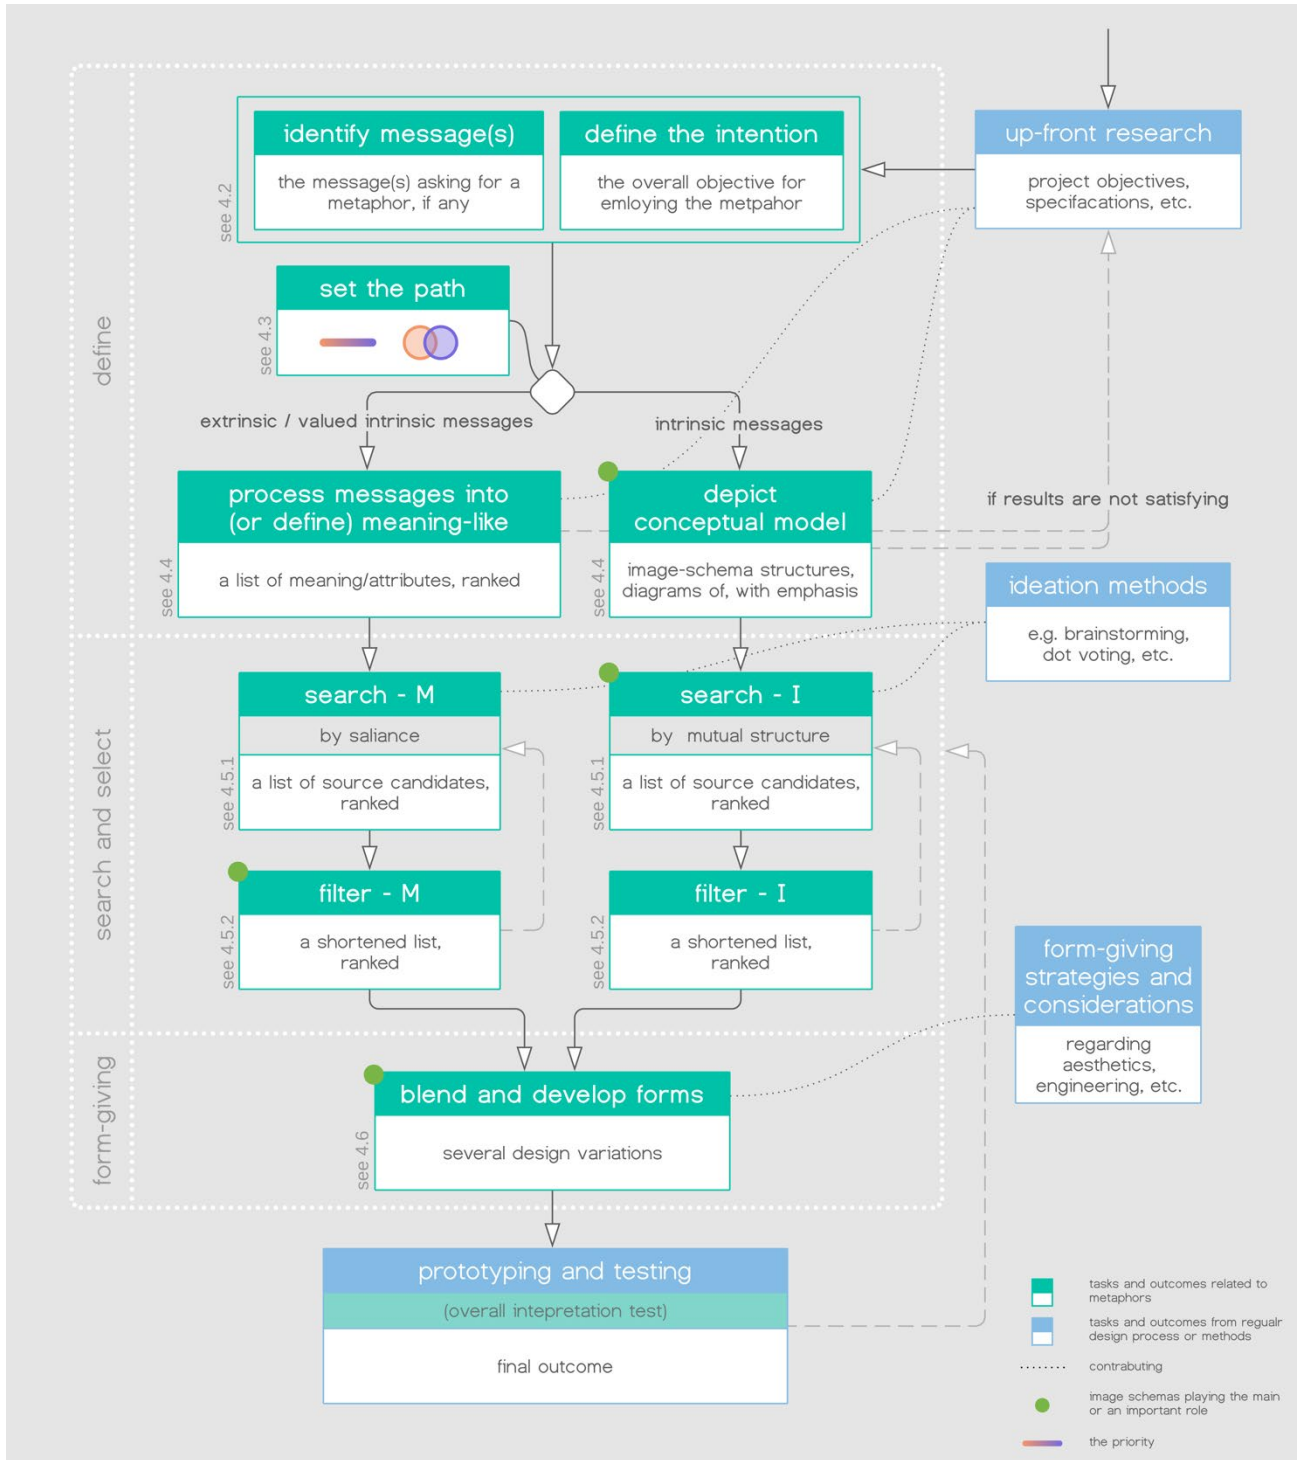 up-front research
project objectives,
specifacations, etc.
identify message(s)
the message(s) asking for a
metaphor, if any
define the intention
the overall objective for
emloying the metpahor
see 4.2
set the path
see 4.3
define
extrinsic / valued intrinsic messages
intrinsic messages
process messages into
(or define) meaning-like
a list of meaning/attributes, ranked
see 4.4
depict
conceptual model
image-schema structures,
diagrams of, with emphasis
see 4.4
if results are not satisfying
ideation methods
e.g. brainstorming,
dot voting, etc.
search and select
search - M
by saliance
a list of source candidates,
ranked
see 4.5.1
search - I
by mutual structure
a list of source candidates,
ranked
see 4.5.1
filter - M
a shortened list,
ranked
see 4.5.2
filter - I
a shortened list,
ranked
see 4.5.2
form-giving
strategies and
considerations
regarding
aesthetics,
engineering, etc.
form-giving
blend and develop forms
several design variations
see 4.6
prototyping and testing
(overall intepretation test)
final outcome
tasks and outcomes related to
metaphors
tasks and outcomes from regualr
design process or methods
contrabuting
image schemas playing the main
or an important role
the priority